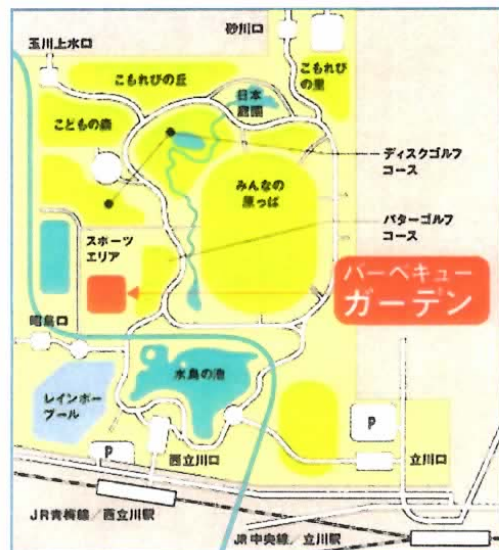 砂川口
玉川上水口
こもれびの丘
こもれび
の里
日本
庭園
こどもの森
ディスクゴルフ
コース
みんなの
原っぱ
パターゴルフ
コース
スポーツ
エリア
バーベキュー
ガーデン
昭島口
水鳥の池
レインボー
プール
P
P
西立川口
立川口
JR青梅線／西立川駅
JR中央線／立川駅